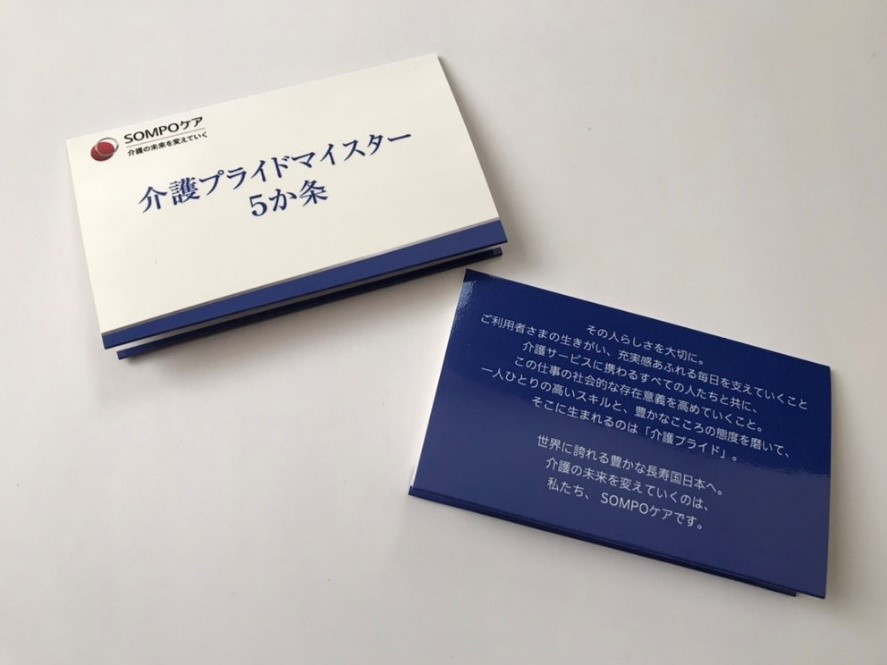 SOMPOケア
介護の未来を変えていく
介護プライドマイスター
5か条
その人らしさを大切に。
ご利用者さまの生きがい、充実感あふれる毎日を支えていくこと
介護サービスに携わるすべての人たちと共に、
この仕事の社会的な存在意義を高めていくこと。
一人ひとりの高いスキルと、豊かなこころの態度を磨いて、
そこに生まれるのは「介護プライド」。
世界に誇れる豊かな長寿国日本へ。
介護の未来を変えていくのは、
私たち、SOMPOケアです。